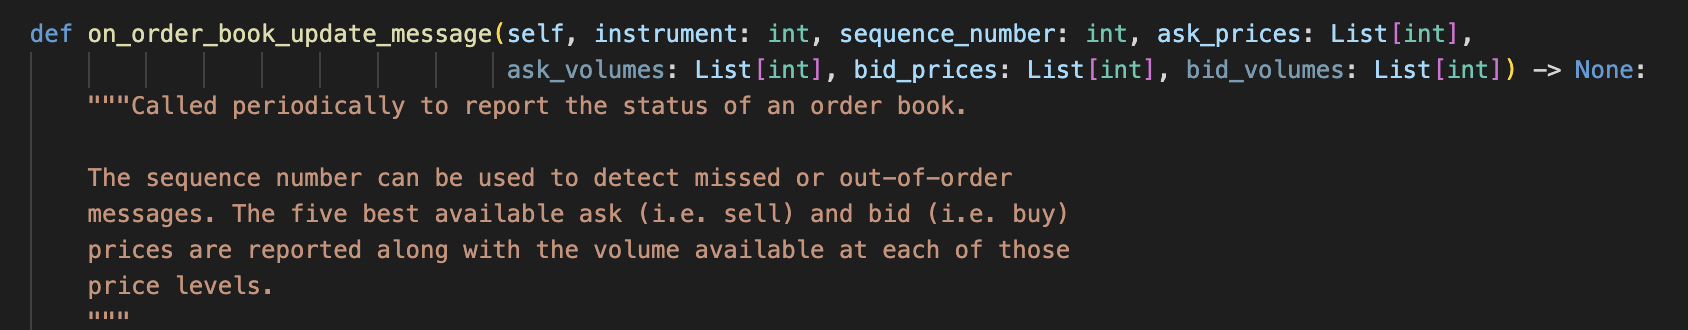 def on_order_book_update_message(self, instrument: int, sequence_number: int, ask_prices: List[int],
ask_volumes: List[int], bid_prices: List[int], bid_volumes: List[int]) -> None:
"""Called periodically to report the status of an order book.
The sequence number can be used to detect missed or out-of-order
messages. The five best available ask (i.e. sell) and bid (i.e. buy)
prices are reported along with the volume available at each of those
price levels.
"""